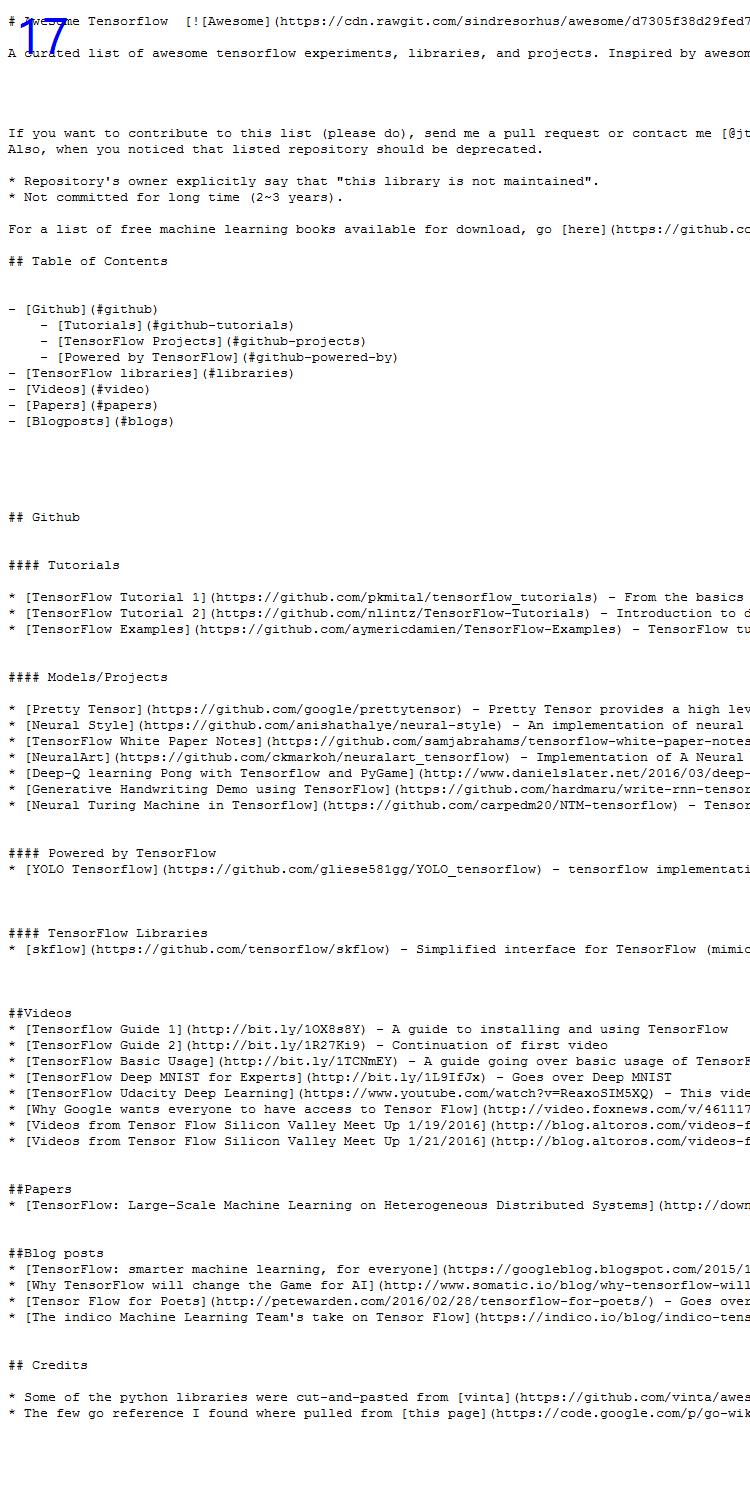 17
# Awesome Tensorflow  [![Awesome](https://cdn.rawgit.com/sindresorhus/awesome/d7305f38d29fed7
A curated list of awesome tensorflow experiments, libraries, and projects. Inspired by awesom
If you want to contribute to this list (please do), send me a pull request or contact me [@jt
Also, when you noticed that listed repository should be deprecated.
* Repository's owner explicitly say that "this library is not maintained".
* Not committed for long time (2~3 years).
For a list of free machine learning books available for download, go [here](https://github.co
## Table of Contents
- [Github](#github)
    - [Tutorials](#github-tutorials)
    - [TensorFlow Projects](#github-projects)
    - [Powered by TensorFlow](#github-powered-by)
- [TensorFlow libraries](#libraries)
- [Videos](#video)
- [Papers](#papers)
- [Blogposts](#blogs)
## Github
#### Tutorials
* [TensorFlow Tutorial 1](https://github.com/pkmital/tensorflow_tutorials) - From the basics
* [TensorFlow Tutorial 2](https://github.com/nlintz/TensorFlow-Tutorials) - Introduction to d
* [TensorFlow Examples](https://github.com/aymericdamien/TensorFlow-Examples) - TensorFlow tu
#### Models/Projects
* [Pretty Tensor](https://github.com/google/prettytensor) - Pretty Tensor provides a high lev
* [Neural Style](https://github.com/anishathalye/neural-style) - An implementation of neural
* [TensorFlow White Paper Notes](https://github.com/samjabrahams/tensorflow-white-paper-notes
* [NeuralArt](https://github.com/ckmarkoh/neuralart_tensorflow) - Implementation of A Neural
* [Deep-Q learning Pong with Tensorflow and PyGame](http://www.danielslater.net/2016/03/deep-
* [Generative Handwriting Demo using TensorFlow](https://github.com/hardmaru/write-rnn-tensor
* [Neural Turing Machine in Tensorflow](https://github.com/carpedm20/NTM-tensorflow) - Tensor
#### Powered by TensorFlow
* [YOLO Tensorflow](https://github.com/gliese581gg/YOLO_tensorflow) - tensorflow implementati
#### TensorFlow Libraries
* [skflow](https://github.com/tensorflow/skflow) - Simplified interface for TensorFlow (mimic
##Videos
* [Tensorflow Guide 1](http://bit.ly/1OX8s8Y) - A guide to installing and using TensorFlow
* [Tensorflow Guide 2](http://bit.ly/1R27Ki9) - Continuation of first video
* [Tensorflow Basic Usage](http://bit.ly/1TCNmEY) - A guide going over basic usage of TensorF
* [TensorFlow Deep MNIST for Experts](http://bit.ly/1L9IfJx) - Goes over Deep MNIST
* [TensorFlow Udacity Deep Learning](https://www.youtube.com/watch?v=ReaxoSIM5XQ) - This vide
* [Why Google wants everyone to have access to Tensor Flow](http://video.foxnews.com/v/461117
* [Videos from Tensor Flow Silicon Valley Meet Up 1/19/2016](http://blog.altoros.com/videos-f
* [Videos from Tensor Flow Silicon Valley Meet Up 1/21/2016](http://blog.altoros.com/videos-f
##Papers
* [TensorFlow: Large-Scale Machine Learning on Heterogeneous Distributed Systems](http://down
##Blog posts
* [TensorFlow: smarter machine learning, for everyone](https://googleblog.blogspot.com/2015/1
* [Why TensorFlow will change the Game for AI](http://www.somatic.io/blog/why-tensorflow-will
* [Tensor Flow for Poets](http://petewarden.com/2016/02/28/tensorflow-for-poets/) - Goes over
* [The indico Machine Learning Team's take on Tensor Flow](https://indico.io/blog/indico-tens
## Credits
* Some of the python libraries were cut-and-pasted from [vinta](https://github.com/vinta/awes
* The few go reference I found where pulled from [this page](https://code.google.com/p/go-wik